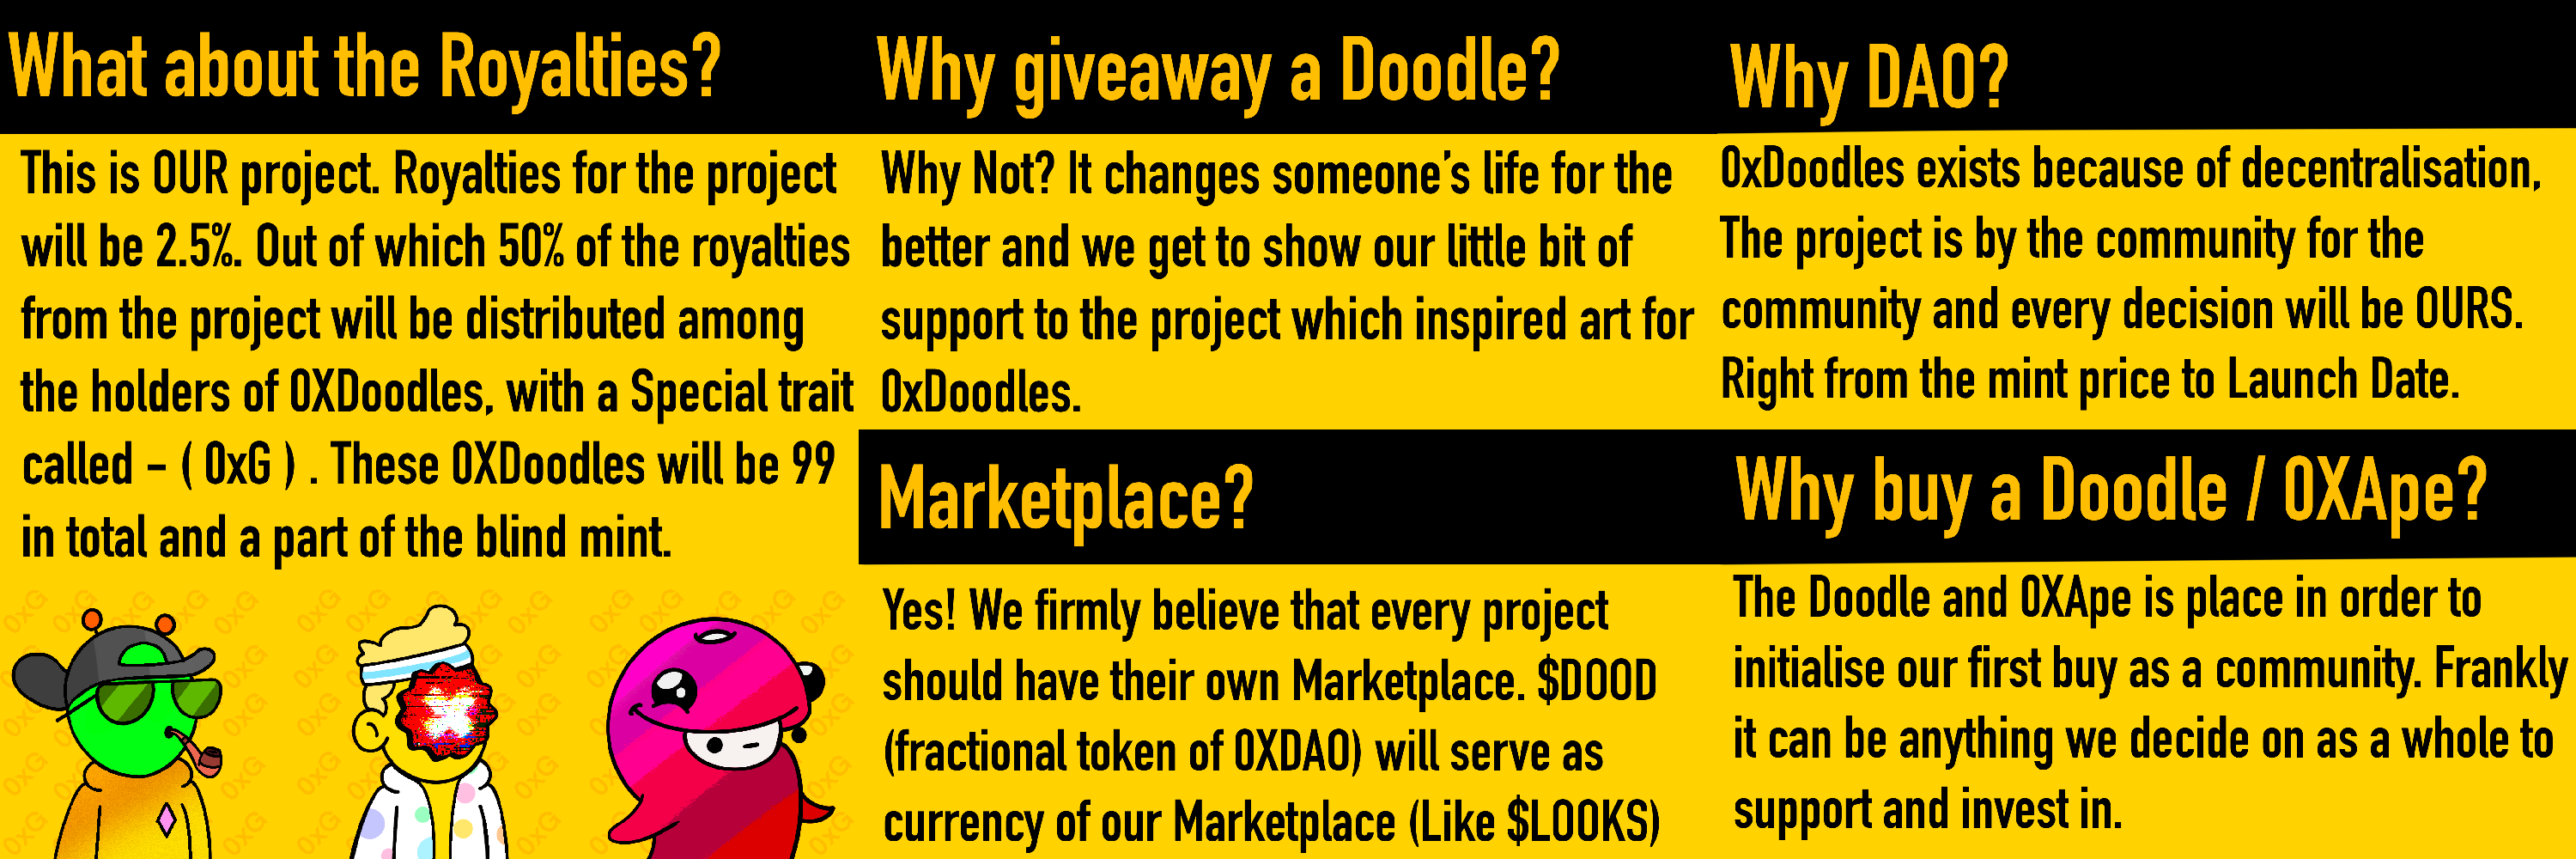 What about the Royalties?
This is OUR project. Royalties for the project
will be 2.5%. Out of which 50% of the royalties
from the project will be distributed among
the holders of 0XDoodles, with a Special trait
called - ( 0xG ) . These 0XDoodles will be 99
in total and a part of the blind mint.
Why giveaway a Doodle?
Why Not? It changes someone's life for the
better and we get to show our little bit of
support to the project which inspired art for
0xDoodles.
Marketplace?
Yes! We firmly believe that every project
should have their own Marketplace. $DOOD
(fractional token of 0XDAO) will serve as
currency of our Marketplace (Like $LOOKS)
Why DAO?
0xDoodles exists because of decentralisation,
The project is by the community for the
community and every decision will be OURS.
Right from the mint price to Launch Date.
Why buy a Doodle / 0XApe?
The Doodle and 0XApe is place in order to
initialise our first buy as a community. Frankly
it can be anything we decide on as a whole to
support and invest in.